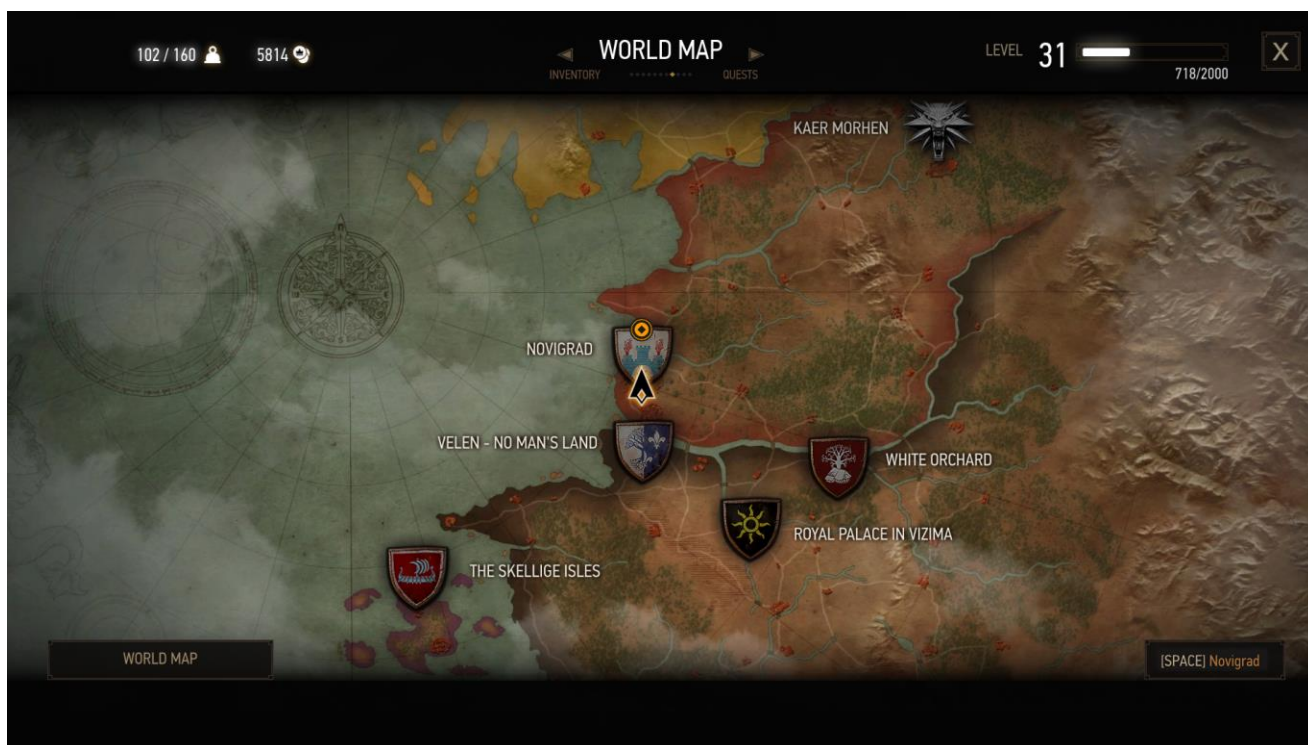 102 / 160
5814
WORLD MAP
INVENTORY
QUESTS
LEVEL 31
718/2000
X
KAER MORHEN
NOVIGRAD
VELEN - NO MAN'S LAND
WHITE ORCHARD
ROYAL PALACE IN VIZIMA
THE SKELLIGE ISLES
WORLD MAP
[SPACE] Novigrad